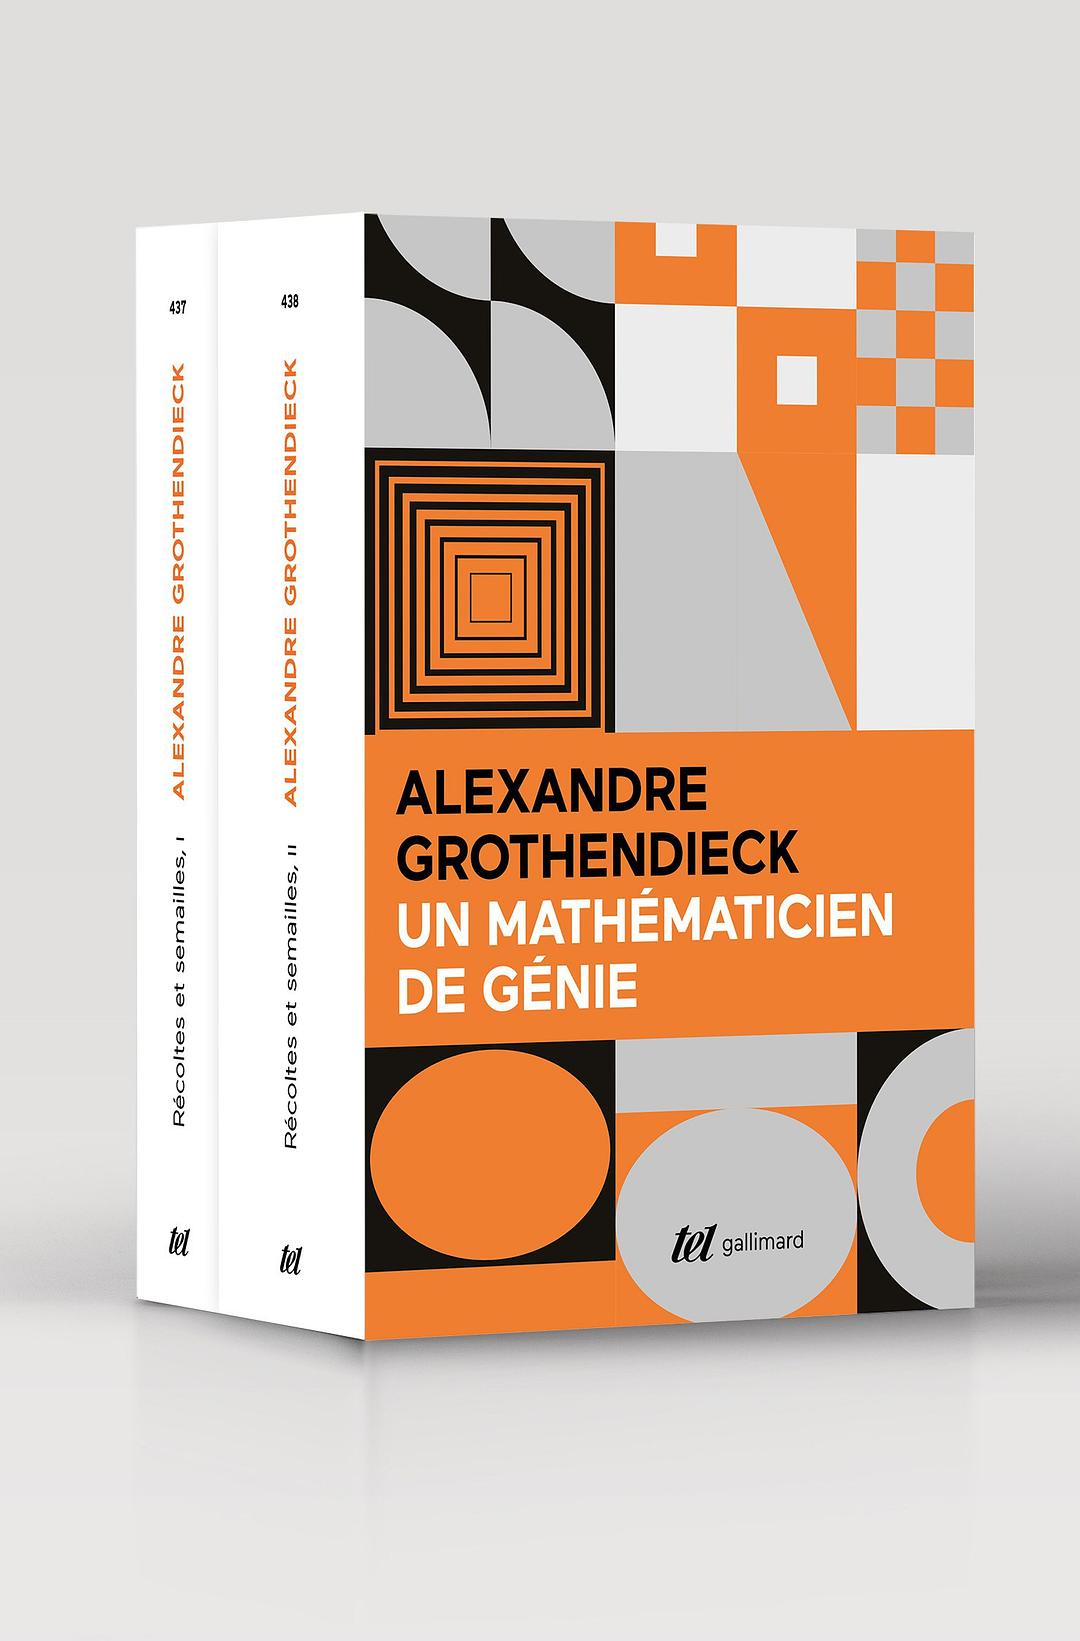 437
ALEXANDRE GROTHENDIECK
Récoltes et semailles, I
tel
438
ALEXANDRE GROTHENDIECK
Récoltes et semailles, II
tel
ALEXANDRE
GROTHENDIECK
UN MATHÉMATICIEN
DE GÉNIE
tel gallimard